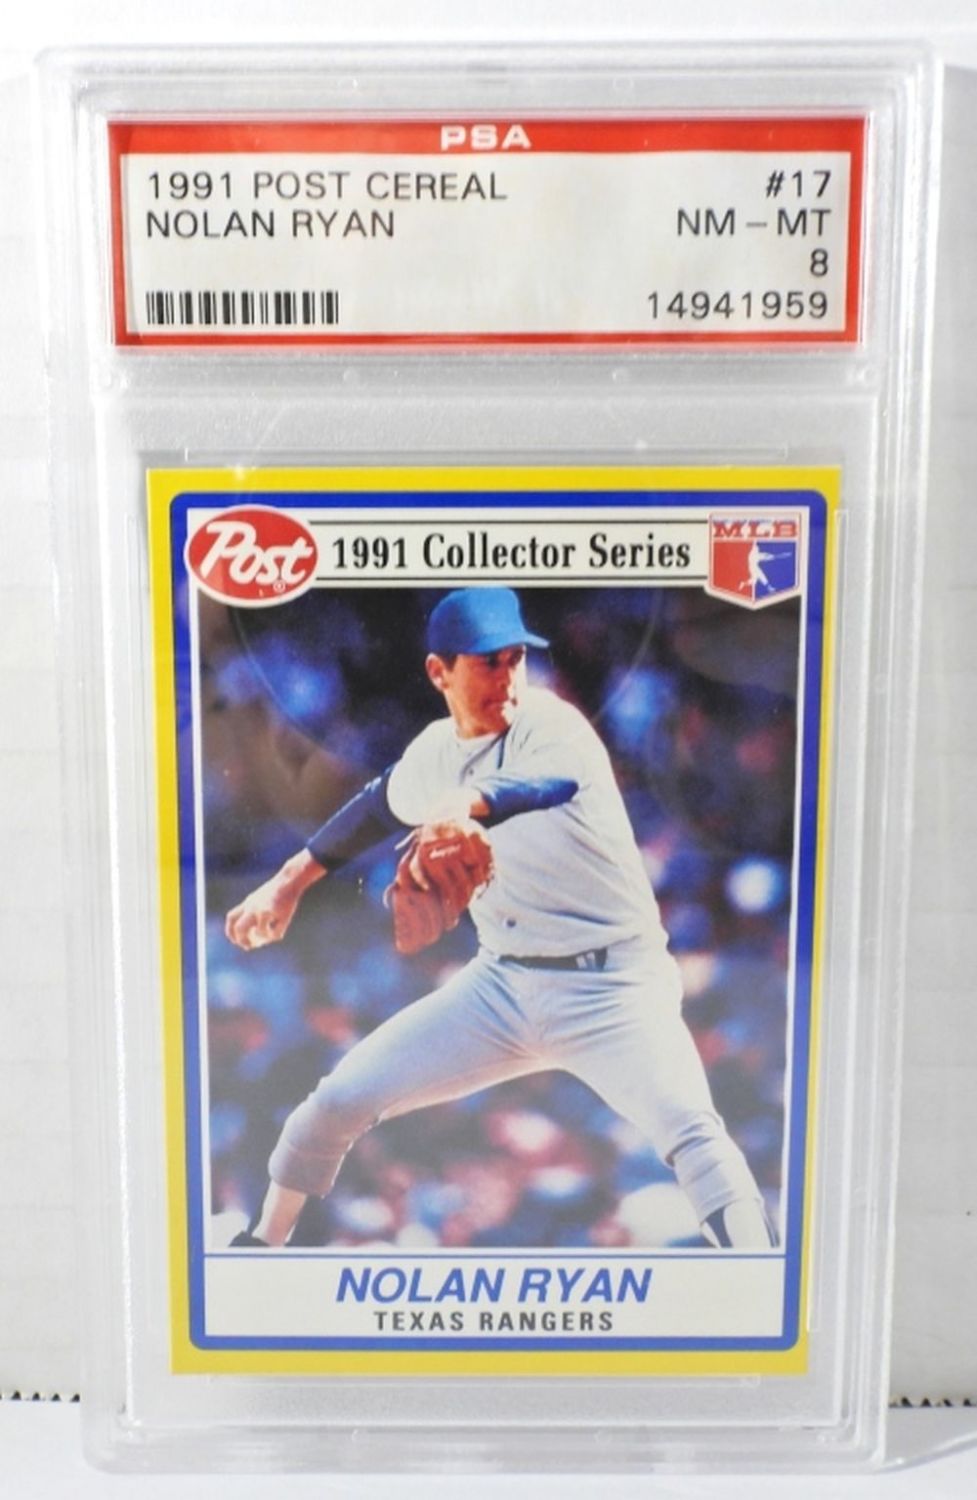 PSA
1991 POST CEREAL #17
NOLAN RYAN NM - MT
8
14941959
Post ®
1991 Collector Series
MLB
NOLAN RYAN
TEXAS RANGERS